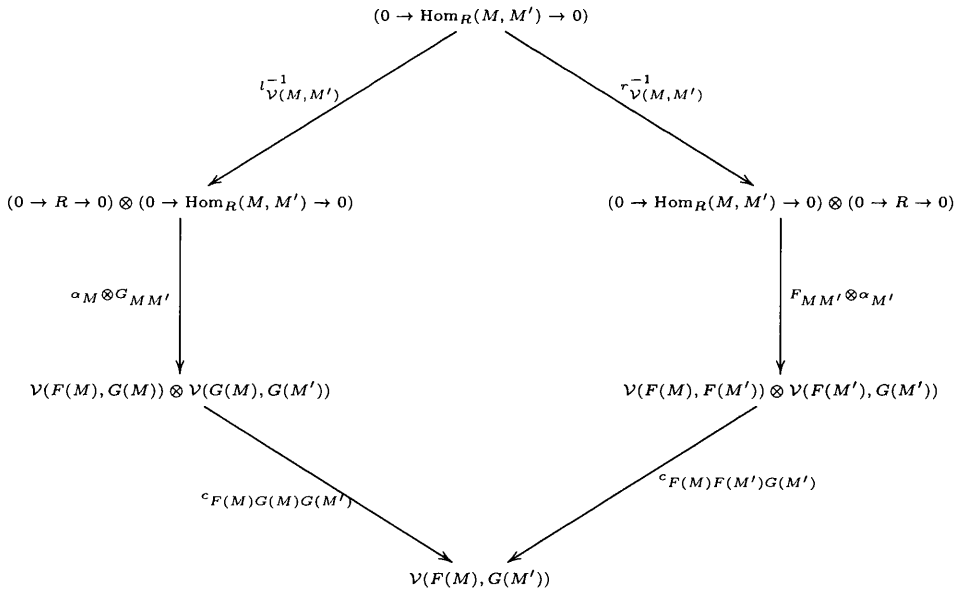 (0 → Hom_R(M, M′) → 0)
l^{-1}_{𝒱(M,M′)} r^{-1}_{𝒱(M,M′)}
(0 → R → 0) ⊗ (0 → Hom_R(M, M′) → 0) (0 → Hom_R(M, M′) → 0) ⊗ (0 → R → 0)
α_M⊗G_{MM′} F_{MM′}⊗α_{M′}
𝒱(F(M), G(M)) ⊗ 𝒱(G(M), G(M′)) 𝒱(F(M), F(M′)) ⊗ 𝒱(F(M′), G(M′))
c_{F(M)G(M)G(M′)} c_{F(M)F(M′)G(M′)}
𝒱(F(M), G(M′))